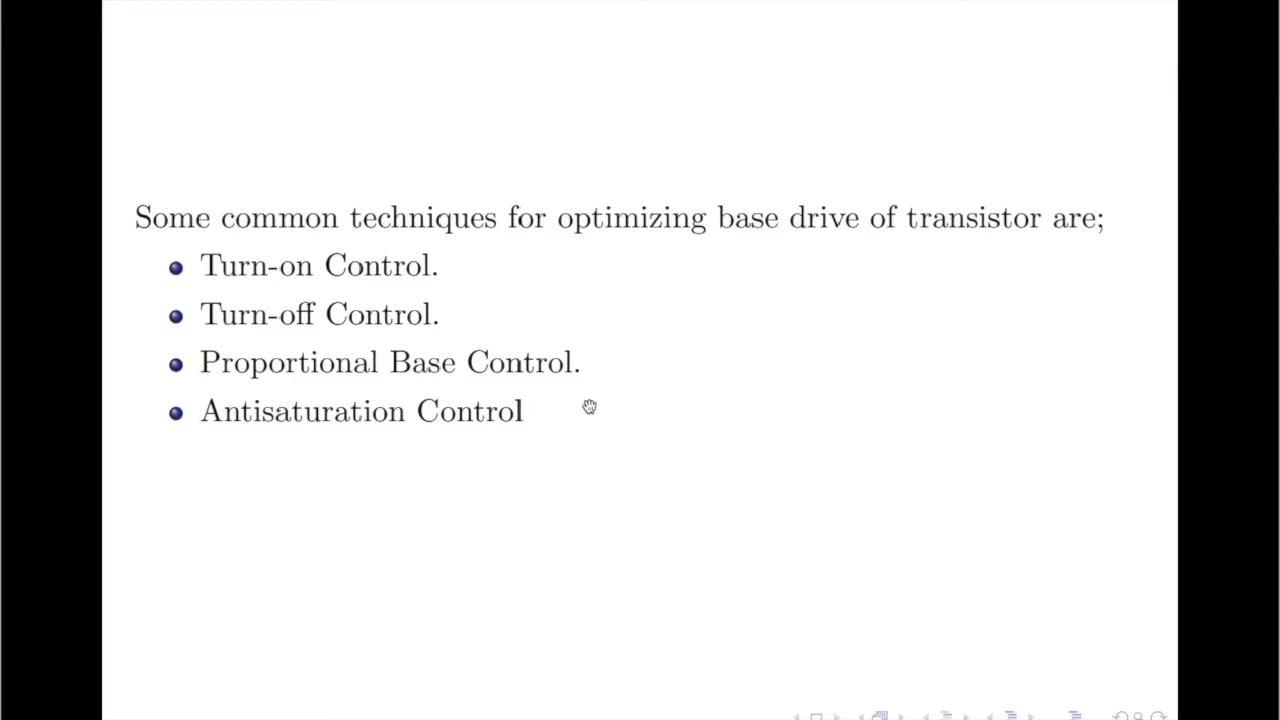 Some common techniques for optimizing base drive of transistor are;
Turn-on Control.
Turn-off Control.
Proportional Base Control.
Antisaturation Control